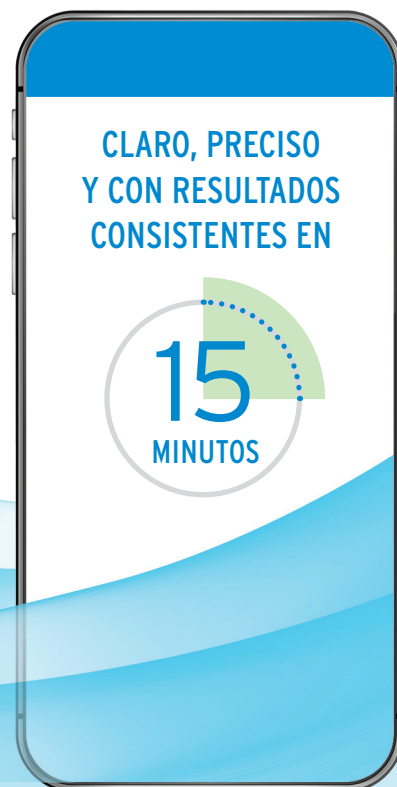 CLARO, PRECISO
Y CON RESULTADOS
CONSISTENTES EN
15
MINUTOS